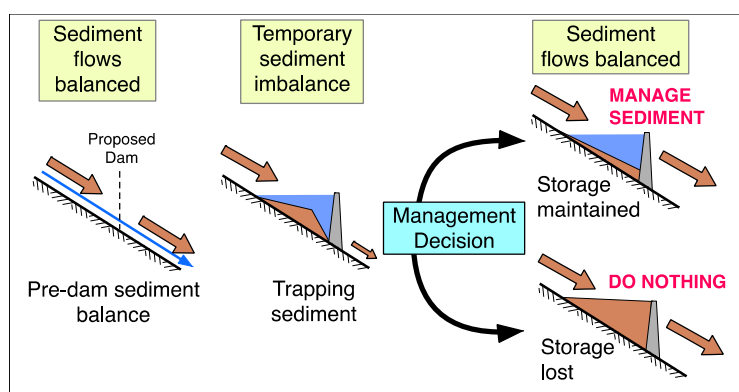 Sediment
flows
balanced
Temporary
sediment
imbalance
Sediment
flows balanced
Proposed
Dam
Pre-dam sediment
balance
Trapping
sediment
Management
Decision
MANAGE
SEDIMENT
Storage
maintained
DO NOTHING
Storage
lost